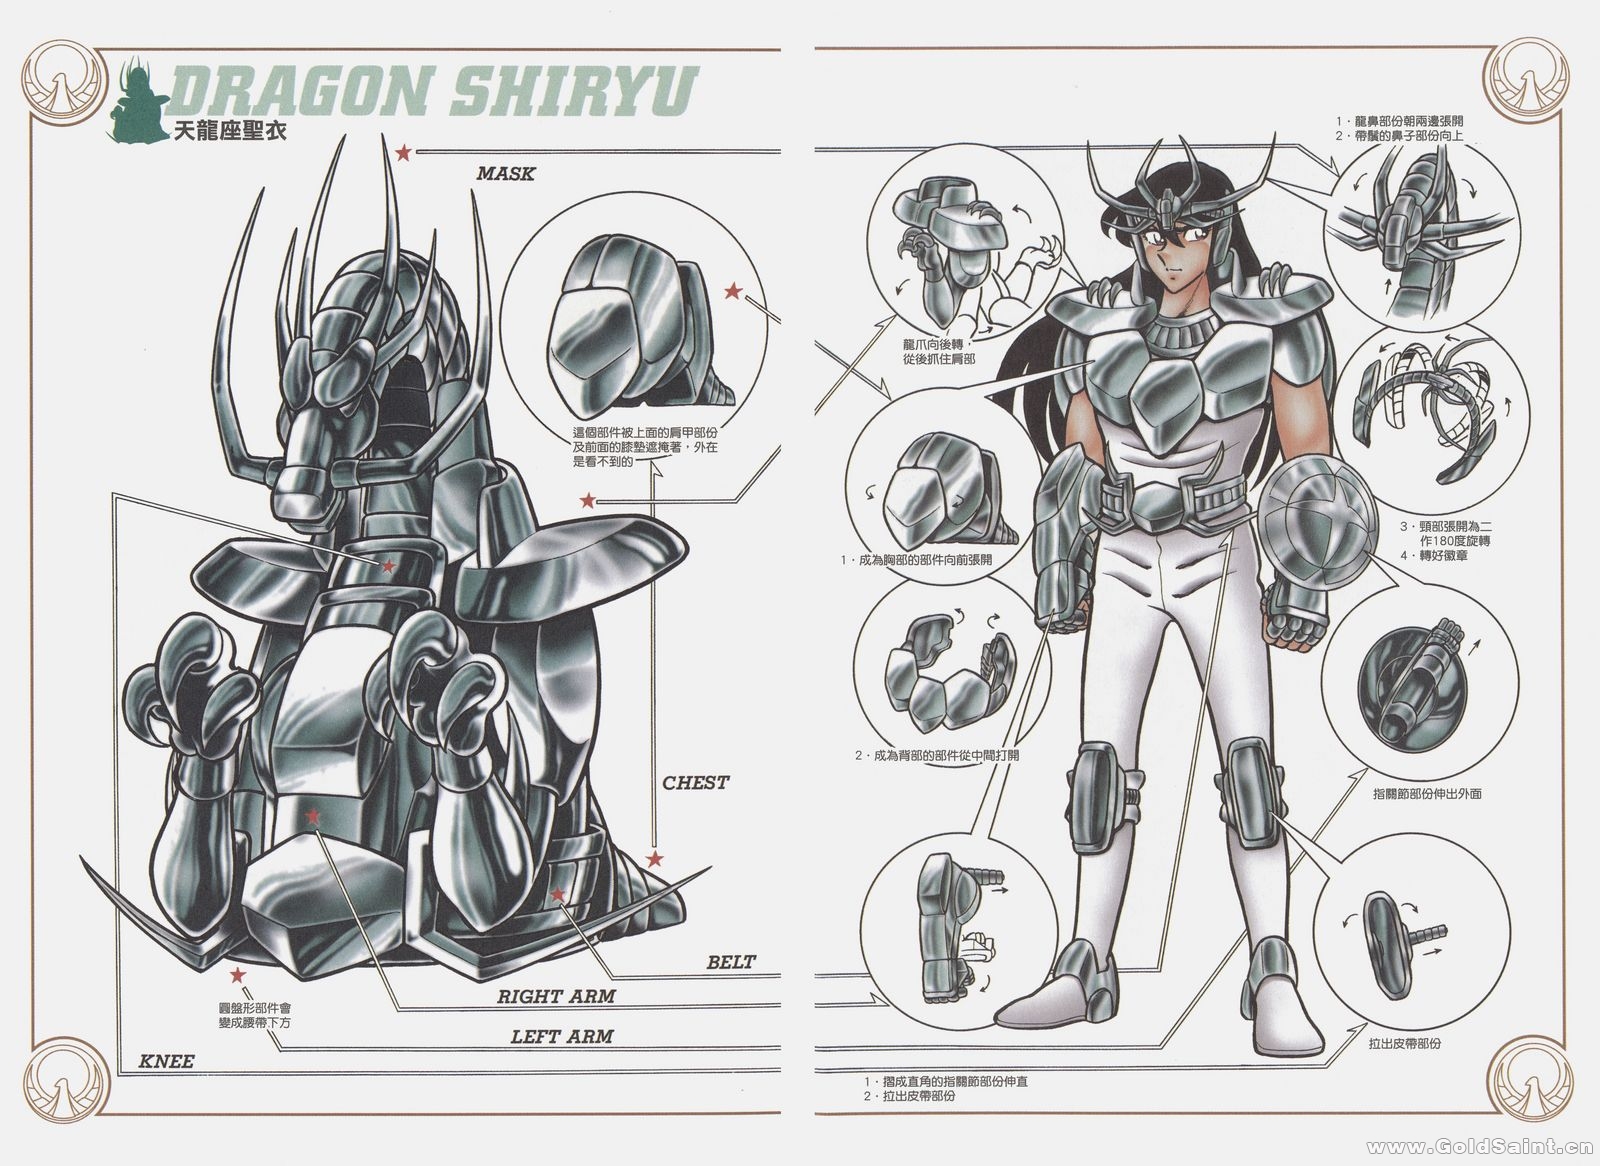 DRAGON SHIRYU
天龍座聖衣
MASK
這個部件被上面的肩甲部份
及前面的膝墊遮掩著，外在
是看不到的
CHEST
BELT
RIGHT ARM
LEFT ARM
KNEE
圓盤形部件會
變成腰帶下方
1．龍鼻部份朝兩邊張開
2．帶鬚的鼻子部份向上
龍爪向後轉，
從後抓住肩部
3．頸部張開為二
作180度旋轉
4．轉好徽章
1．成為胸部的部件向前張開
2．成為背部的部件從中間打開
指關節部份伸出外面
拉出皮帶部份
1．摺成直角的指關節部份伸直
2．拉出皮帶部份
www.GoldSaint.cn